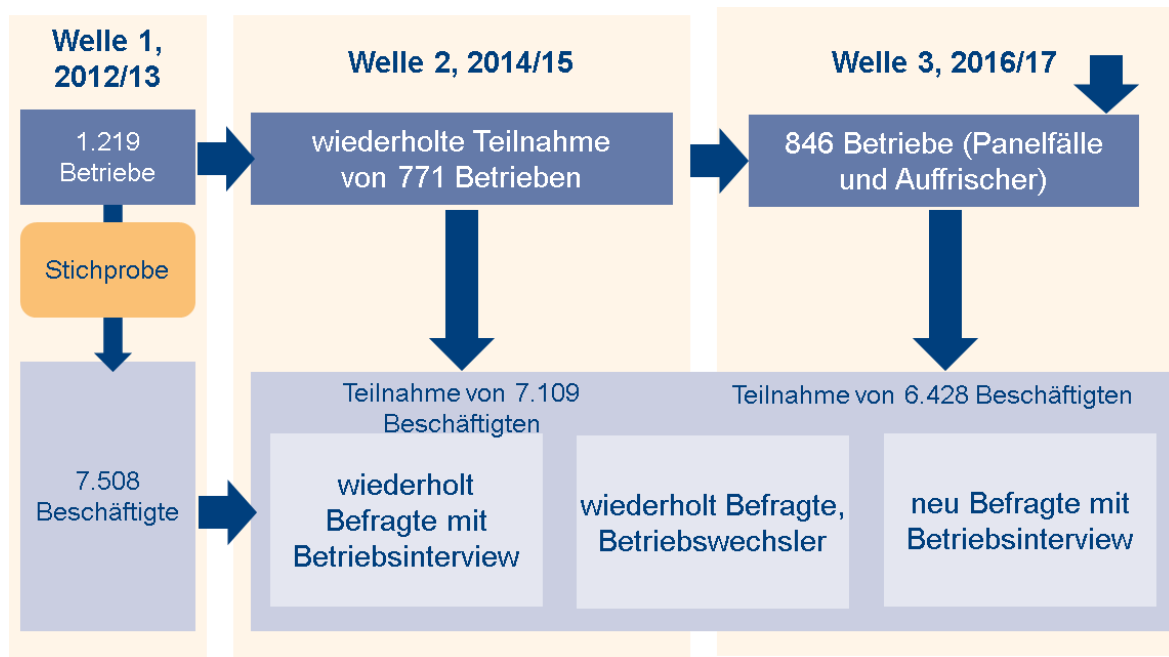 Welle 1,
2012/13
Welle 2, 2014/15
Welle 3, 2016/17
1.219
Betriebe
wiederholte Teilnahme
von 771 Betrieben
846 Betriebe (Panelfälle
und Auffrischer)
Stichprobe
7.508
Beschäftigte
Teilnahme von 7.109
Beschäftigten
Teilnahme von 6.428 Beschäftigten
wiederholt
Befragte mit
Betriebsinterview
wiederholt Befragte,
Betriebswechsler
neu Befragte mit
Betriebsinterview